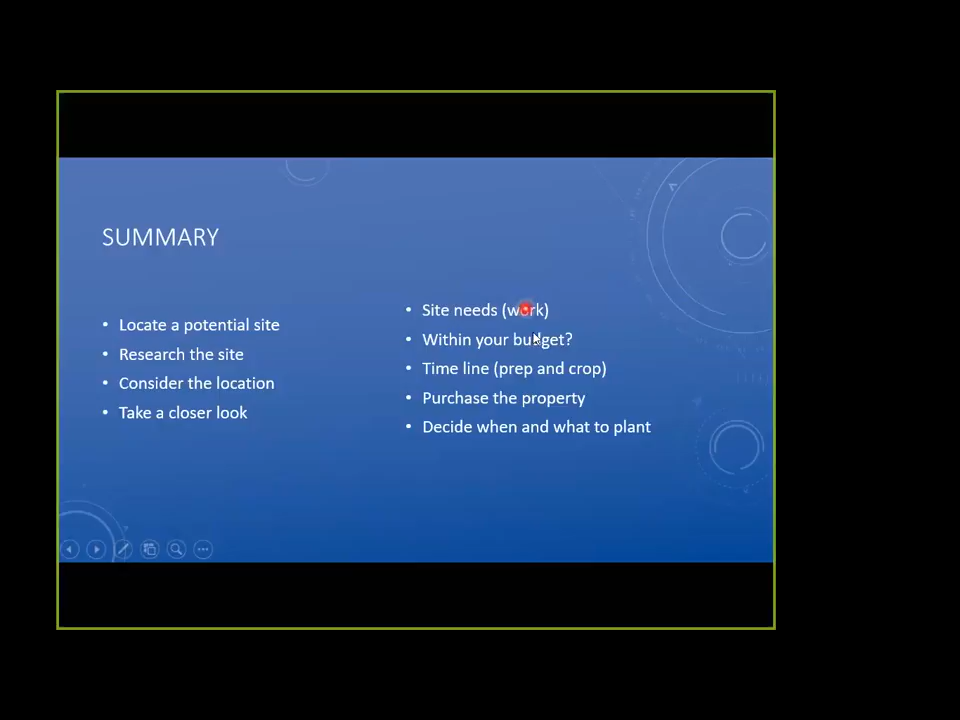 SUMMARY
• Locate a potential site
• Research the site
• Consider the location
• Take a closer look
• Site needs (work)
• Within your budget?
• Time line (prep and crop)
• Purchase the property
• Decide when and what to plant